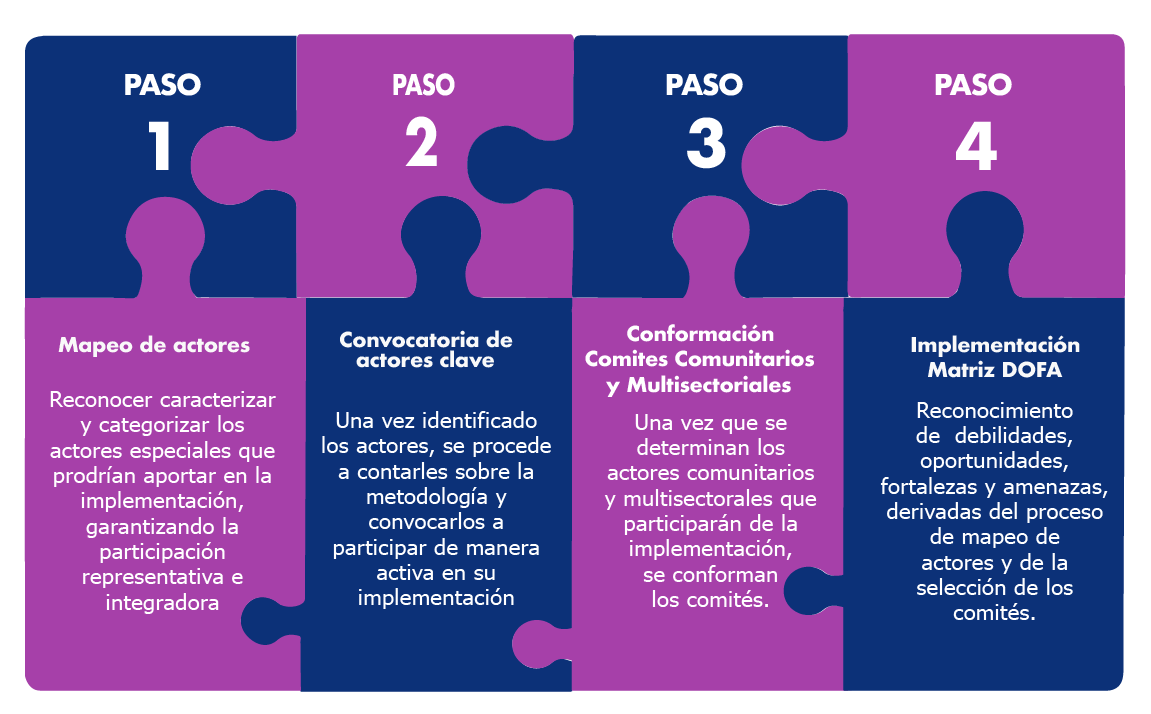 PASO
1
Mapeo de actores
Reconocer caracterizar
y categorizar los
actores especiales que
prodrían aportar en la
implementación,
garantizando la
participación
representativa e
integradora
PASO
2
Convocatoria de
actores clave
Una vez identificado
los actores, se procede
a contarles sobre la
metodología y
convocarlos a
participar de manera
activa en su
implementación
PASO
3
Conformación
Comites Comunitarios
y Multisectoriales
Una vez que se
determinan los
actores comunitarios
y multisectorales que
participarán de la
implementación,
se conforman
los comités.
PASO
4
Implementación
Matriz DOFA
Reconocimiento
de debilidades,
oportunidades,
fortalezas y amenazas,
derivadas del proceso
de mapeo de
actores y de la
selección de los
comités.